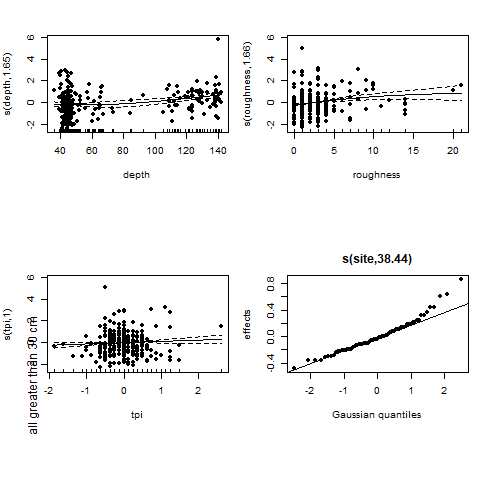 s(depth,1.65)
6
4
2
0
-2
40 60 80 100 120 140
depth
s(roughness,1.66)
6
4
2
0
-2
0 5 10 15 20
roughness
all greater than 30 cm
s(tpi,1)
6
4
2
0
-2 -1 0 1 2
tpi
s(site,38.44)
effects
0.8
0.4
0.0
-0.4
-2 -1 0 1 2
Gaussian quantiles